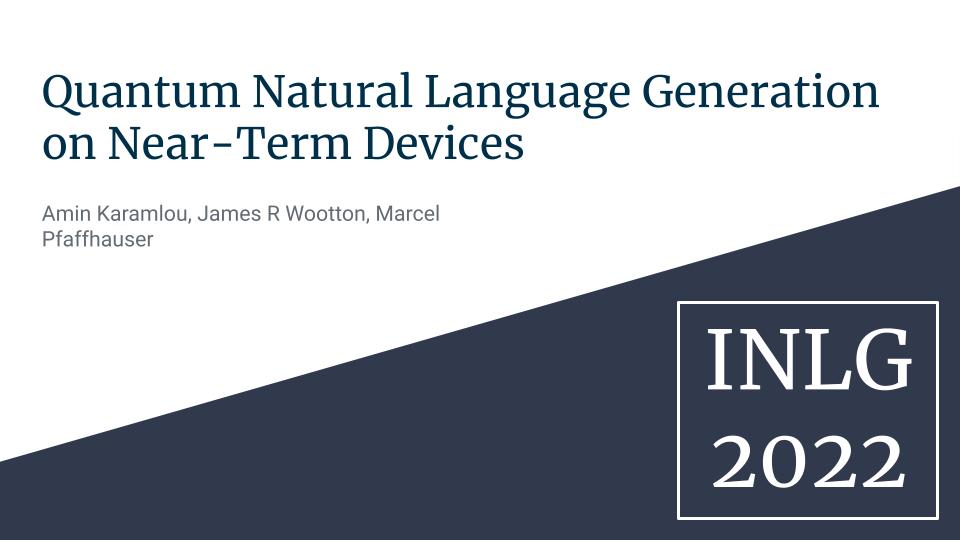 Quantum Natural Language Generation
on Near-Term Devices
Amin Karamlou, James R Wootton, Marcel
Pfaffhauser
INLG
2022